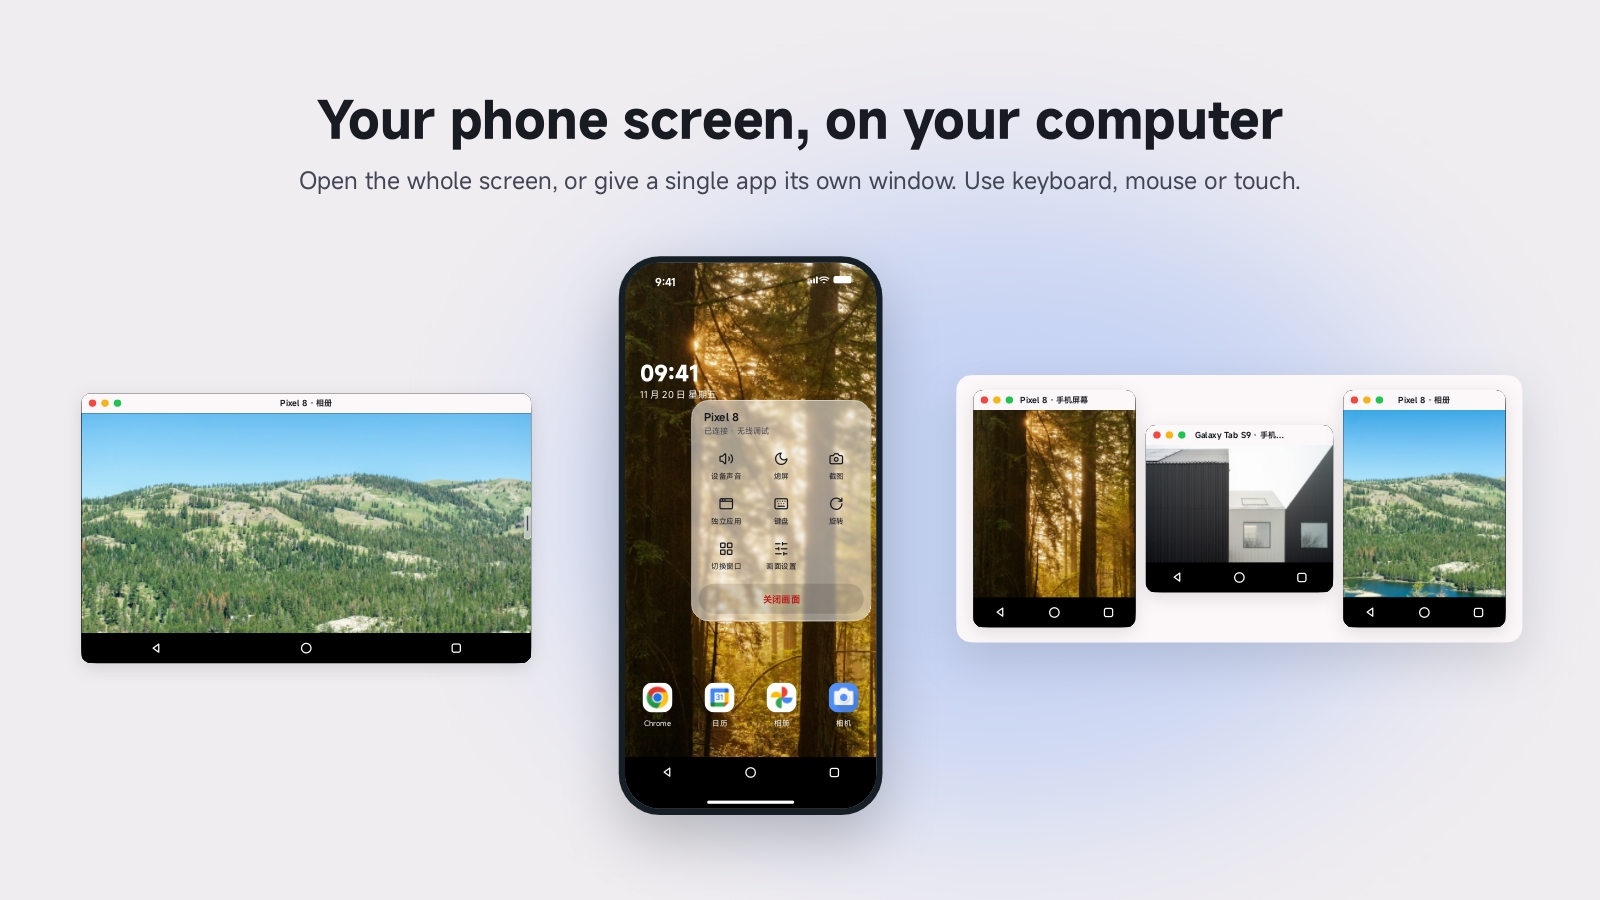 Your phone screen, on your computer
Open the whole screen, or give a single app its own window. Use keyboard, mouse or touch.
Pixel 8 · 相册
9:41
09:41
11 月 20 日 星期五
Pixel 8
已连接 · 无线调试
设备声音
熄屏
截图
独立应用
键盘
旋转
切换窗口
画面设置
关闭画面
31
Chrome
日历
相册
相机
Pixel 8 · 手机屏幕
Galaxy Tab S9 · 手机...
Pixel 8 · 相册